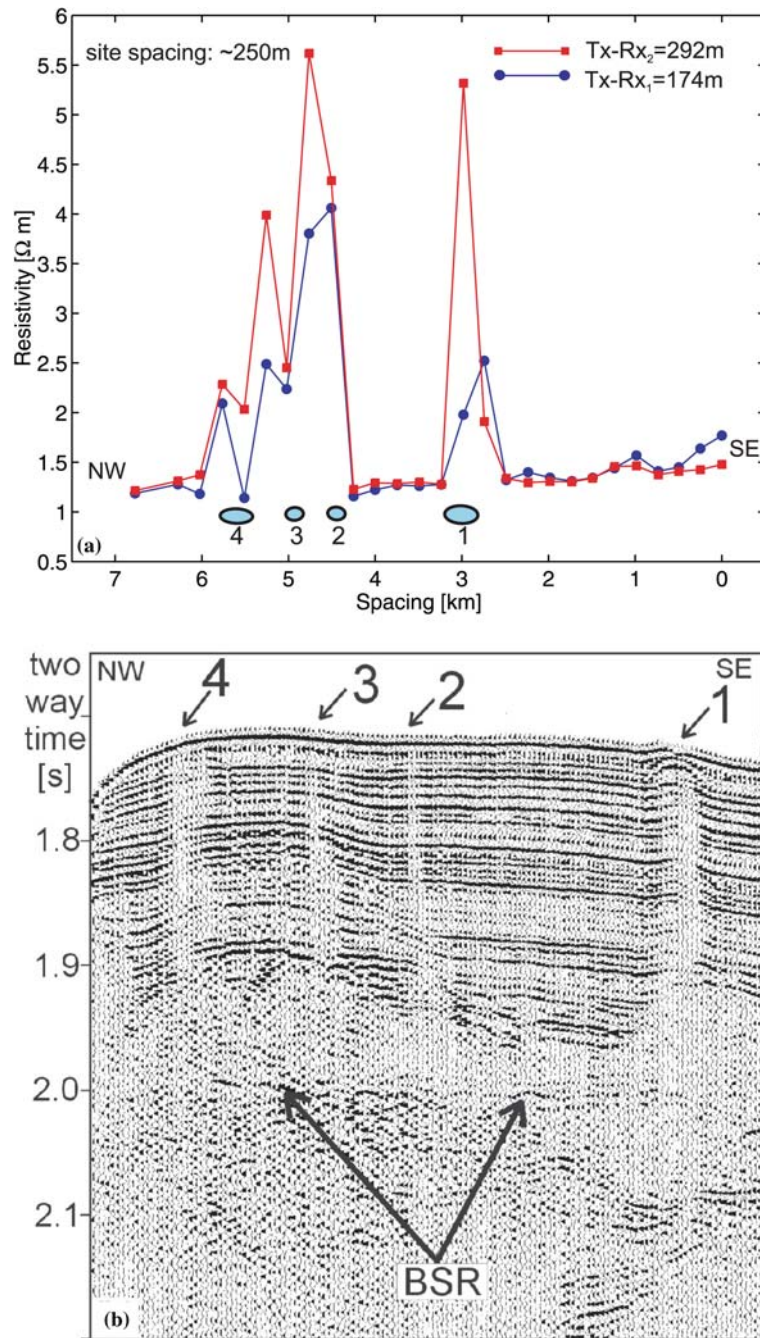 site spacing: ~250m
Tx-Rx₂=292m
Tx-Rx₁=174m
Resistivity [Ω m]
5.5
5
4.5
4
3.5
3
2.5
2
1.5
1
0.5
NW
SE
4
3
2
1
(a)
7
6
5
4
3
2
1
0
Spacing [km]
two
way
time
[s]
NW
SE
4
3
2
1
1.8
1.9
2.0
2.1
BSR
(b)